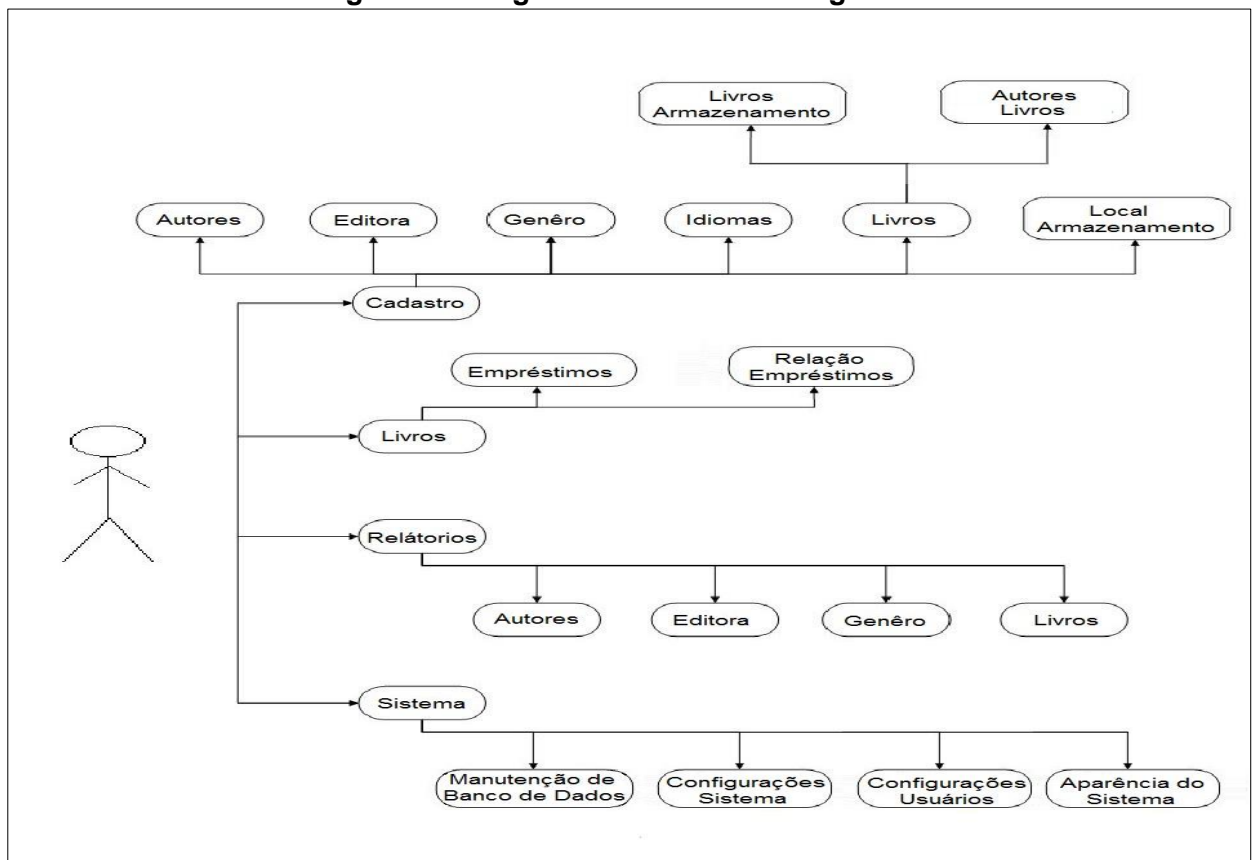 Livros
Armazenamento
Autores
Livros
Autores
Editora
Genêro
Idiomas
Livros
Local
Armazenamento
Cadastro
Empréstimos
Relação
Empréstimos
Livros
Relátorios
Autores
Editora
Genêro
Livros
Sistema
Manutenção de
Banco de Dados
Configurações
Sistema
Configurações
Usuários
Aparência do
Sistema